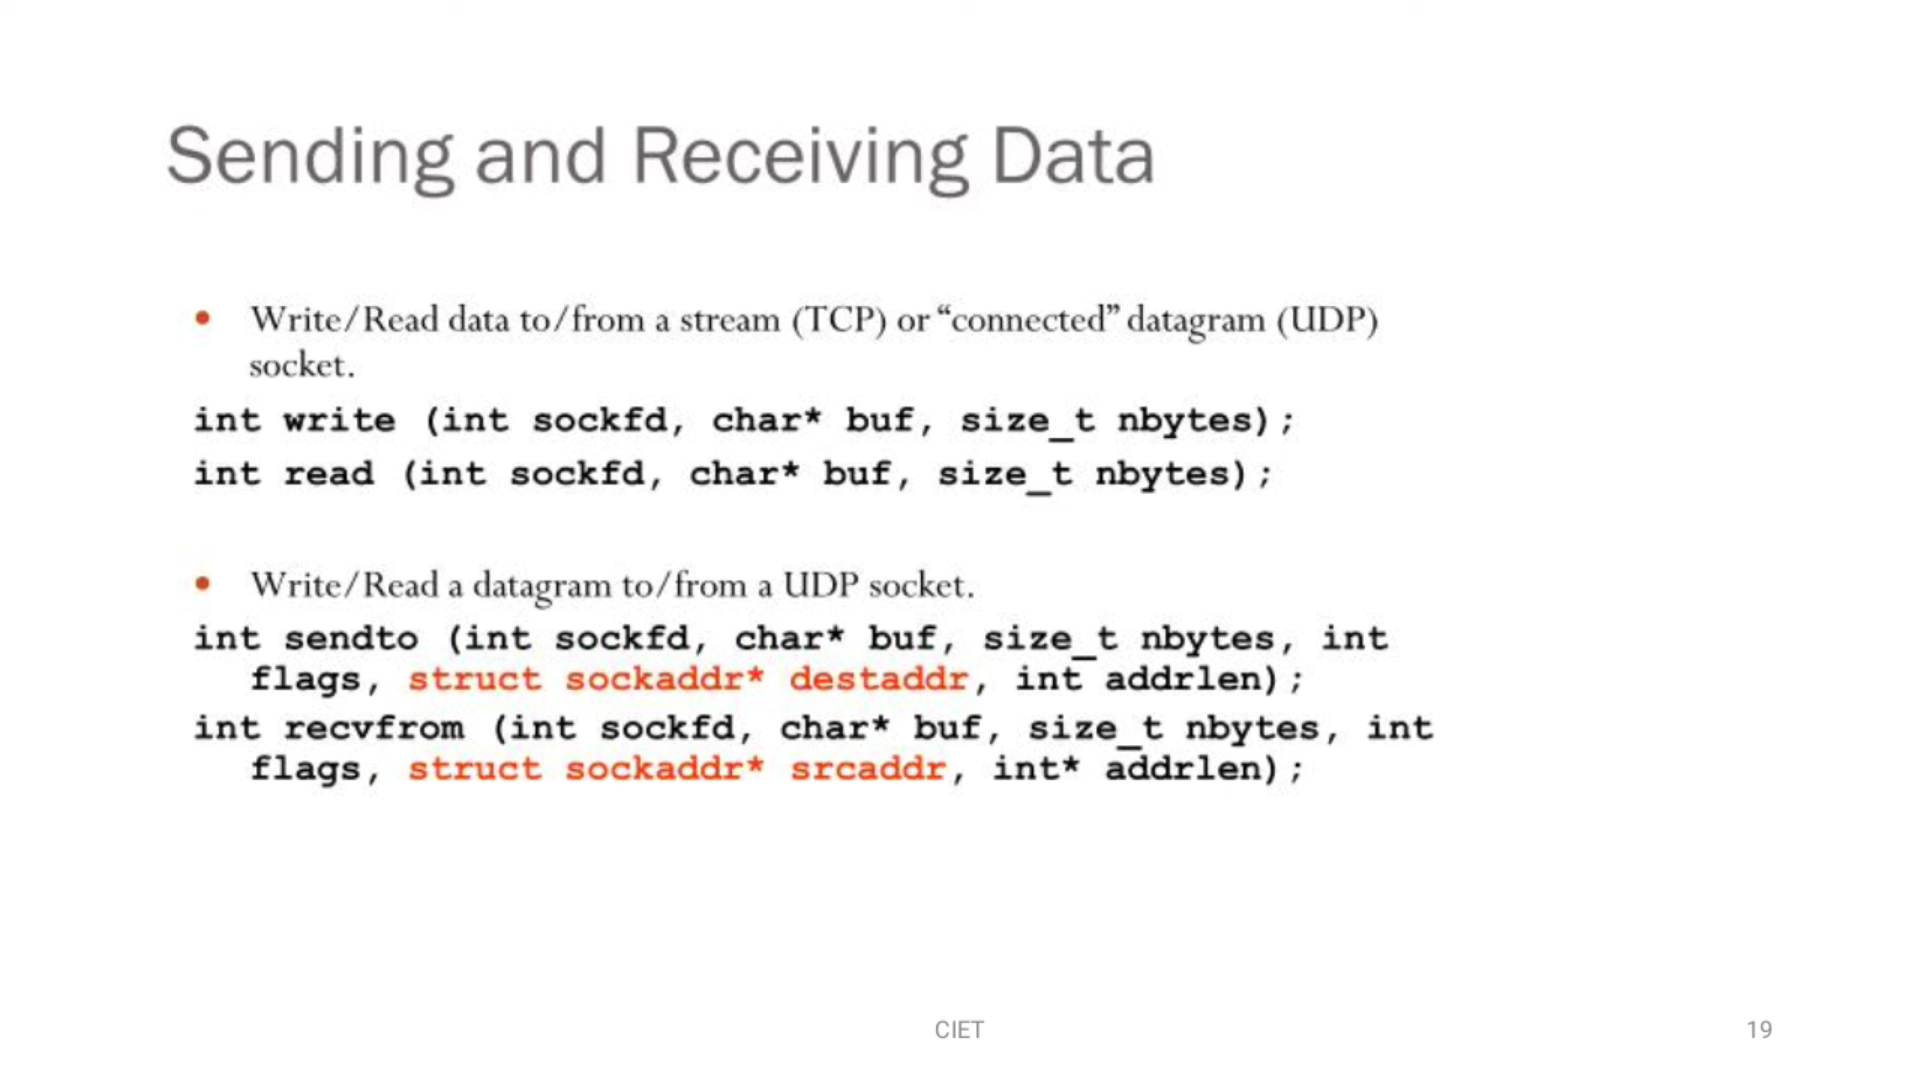 Sending and Receiving Data
• Write/Read data to/from a stream (TCP) or “connected” datagram (UDP)
socket.
int write (int sockfd, char* buf, size_t nbytes);
int read (int sockfd, char* buf, size_t nbytes);
• Write/Read a datagram to/from a UDP socket.
int sendto (int sockfd, char* buf, size_t nbytes, int
flags, struct sockaddr* destaddr, int addrlen);
int recvfrom (int sockfd, char* buf, size_t nbytes, int
flags, struct sockaddr* srcaddr, int* addrlen);
CIET
19